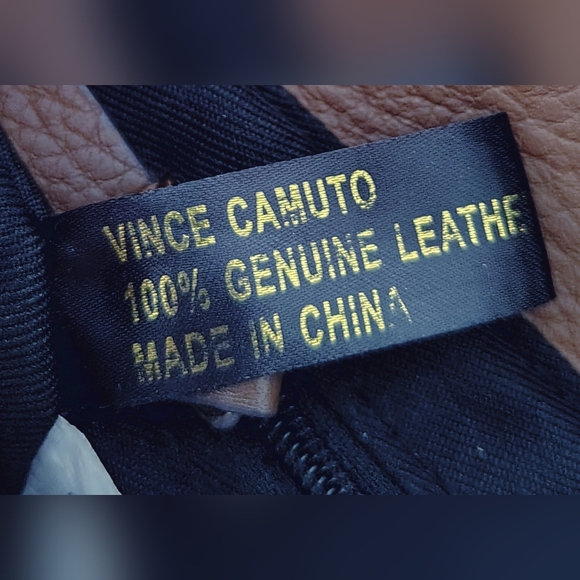 VINCE CAMUTO
100% GENUINE LEATHE
MADE IN CHINA